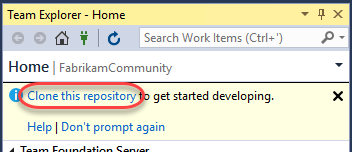 Team Explorer - Home
Search Work Items (Ctrl+')
Home | FabrikamCommunity
Clone this repository to get started developing.
Help | Don't prompt again
Team Foundation Server